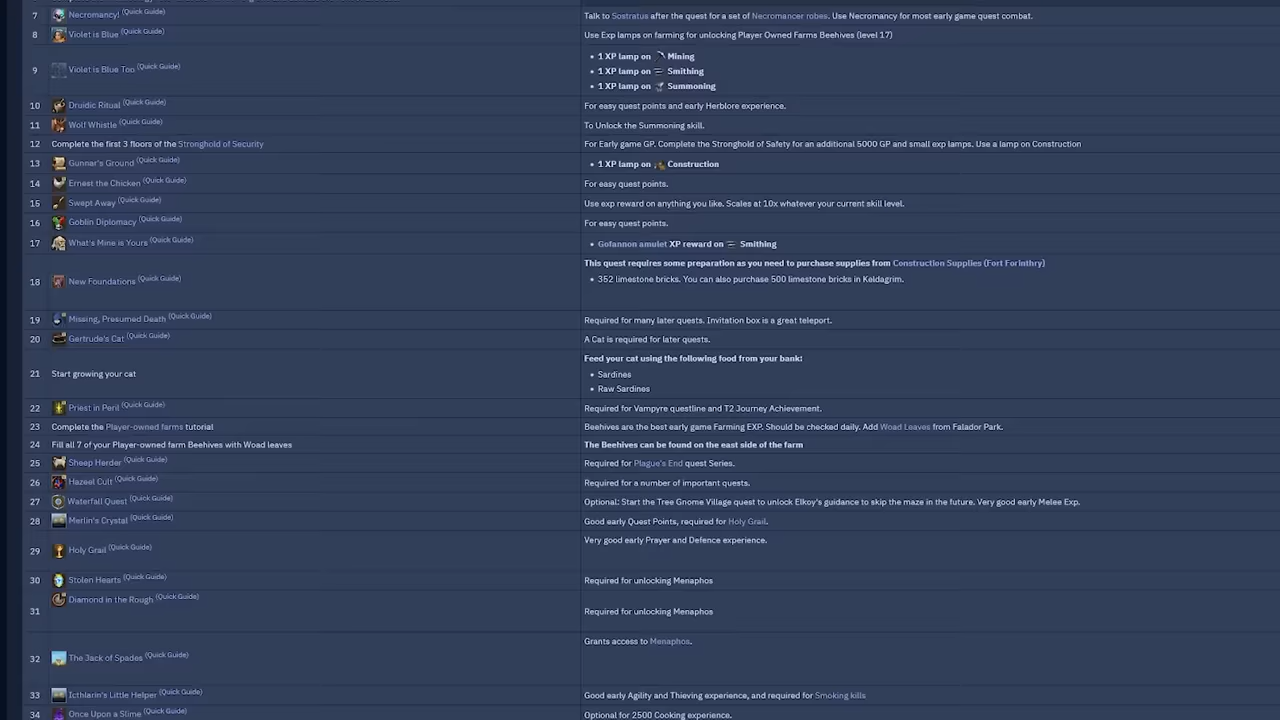 7 Necromancy! (Quick Guide) Talk to Sostratus after the quest for a set of Necromancer robes. Use Necromancy for most early game quest combat.
8 Violet is Blue (Quick Guide) Use Exp lamps on farming for unlocking Player Owned Farms Beehives (level 17)
9 Violet is Blue Too (Quick Guide)
• 1 XP lamp on Mining
• 1 XP lamp on Smithing
• 1 XP lamp on Summoning
10 Druidic Ritual (Quick Guide) For easy quest points and early Herblore experience.
11 Wolf Whistle (Quick Guide) To Unlock the Summoning skill.
12 Complete the first 3 floors of the Stronghold of Security For Early game GP. Complete the Stronghold of Safety for an additional 5000 GP and small exp lamps. Use a lamp on Construction
13 Gunnar's Ground (Quick Guide) • 1 XP lamp on Construction
14 Ernest the Chicken (Quick Guide) For easy quest points.
15 Swept Away (Quick Guide) Use exp reward on anything you like. Scales at 10x whatever your current skill level.
16 Goblin Diplomacy (Quick Guide) For easy quest points.
17 What's Mine is Yours (Quick Guide) • Gofannon amulet XP reward on Smithing
18 New Foundations (Quick Guide) This quest requires some preparation as you need to purchase supplies from Construction Supplies (Fort Forinthry)
• 352 limestone bricks. You can also purchase 500 limestone bricks in Keldagrim.
19 Missing, Presumed Death (Quick Guide) Required for many later quests. Invitation box is a great teleport.
20 Gertrude's Cat (Quick Guide) A Cat is required for later quests.
21 Start growing your cat Feed your cat using the following food from your bank:
• Sardines
• Raw Sardines
22 Priest in Peril (Quick Guide) Required for Vampyre questline and T2 Journey Achievement.
23 Complete the Player-owned farms tutorial Beehives are the best early game Farming EXP. Should be checked daily. Add Woad Leaves from Falador Park.
24 Fill all 7 of your Player-owned farm Beehives with Woad leaves The Beehives can be found on the east side of the farm
25 Sheep Herder (Quick Guide) Required for Plague's End quest Series.
26 Hazeel Cult (Quick Guide) Required for a number of important quests.
27 Waterfall Quest (Quick Guide) Optional: Start the Tree Gnome Village quest to unlock Elkoy's guidance to skip the maze in the future. Very good early Melee Exp.
28 Merlin's Crystal (Quick Guide) Good early Quest Points, required for Holy Grail.
29 Holy Grail (Quick Guide) Very good early Prayer and Defence experience.
30 Stolen Hearts (Quick Guide) Required for unlocking Menaphos
31 Diamond in the Rough (Quick Guide) Required for unlocking Menaphos
32 The Jack of Spades (Quick Guide) Grants access to Menaphos.
33 Icthlarin's Little Helper (Quick Guide) Good early Agility and Thieving experience, and required for Smoking kills
34 Once Upon a Slime (Quick Guide) Optional for 2500 Cooking experience.